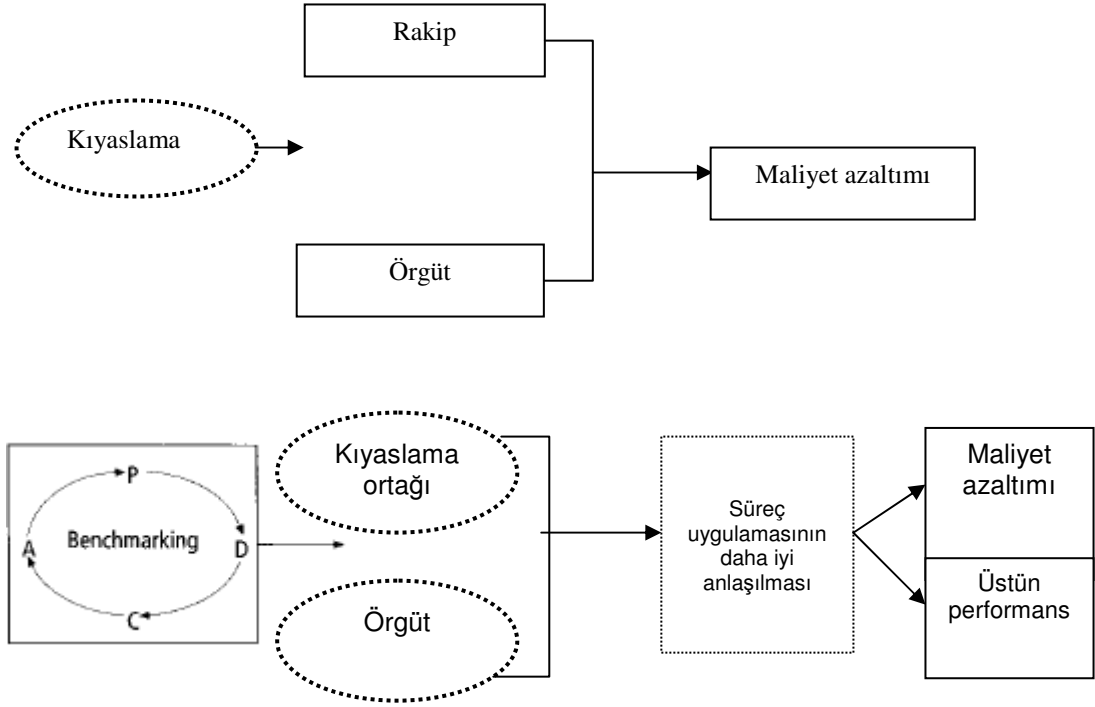 Rakip
Kıyaslama
Maliyet azaltımı
Örgüt
Kıyaslama
ortağı
P
A
Benchmarking
D
C
Örgüt
Süreç
uygulamasının
daha iyi
anlaşılması
Maliyet
azaltımı
Üstün
performans